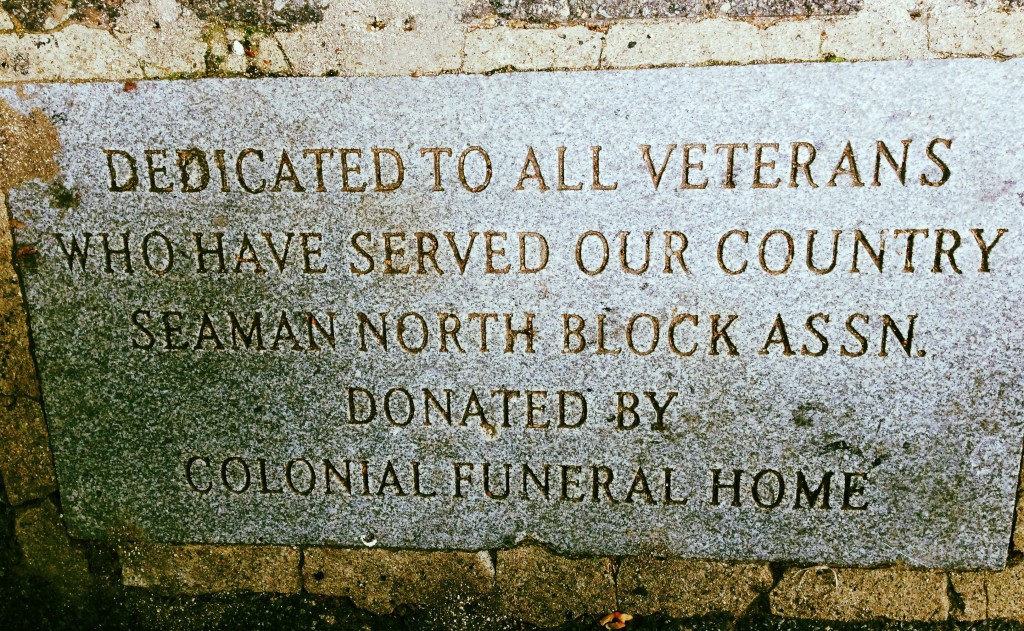 DEDICATED TO ALL VETERANS
WHO HAVE SERVED OUR COUNTRY
SEAMAN NORTH BLOCK ASSN.
DONATED BY
COLONIAL FUNERAL HOME